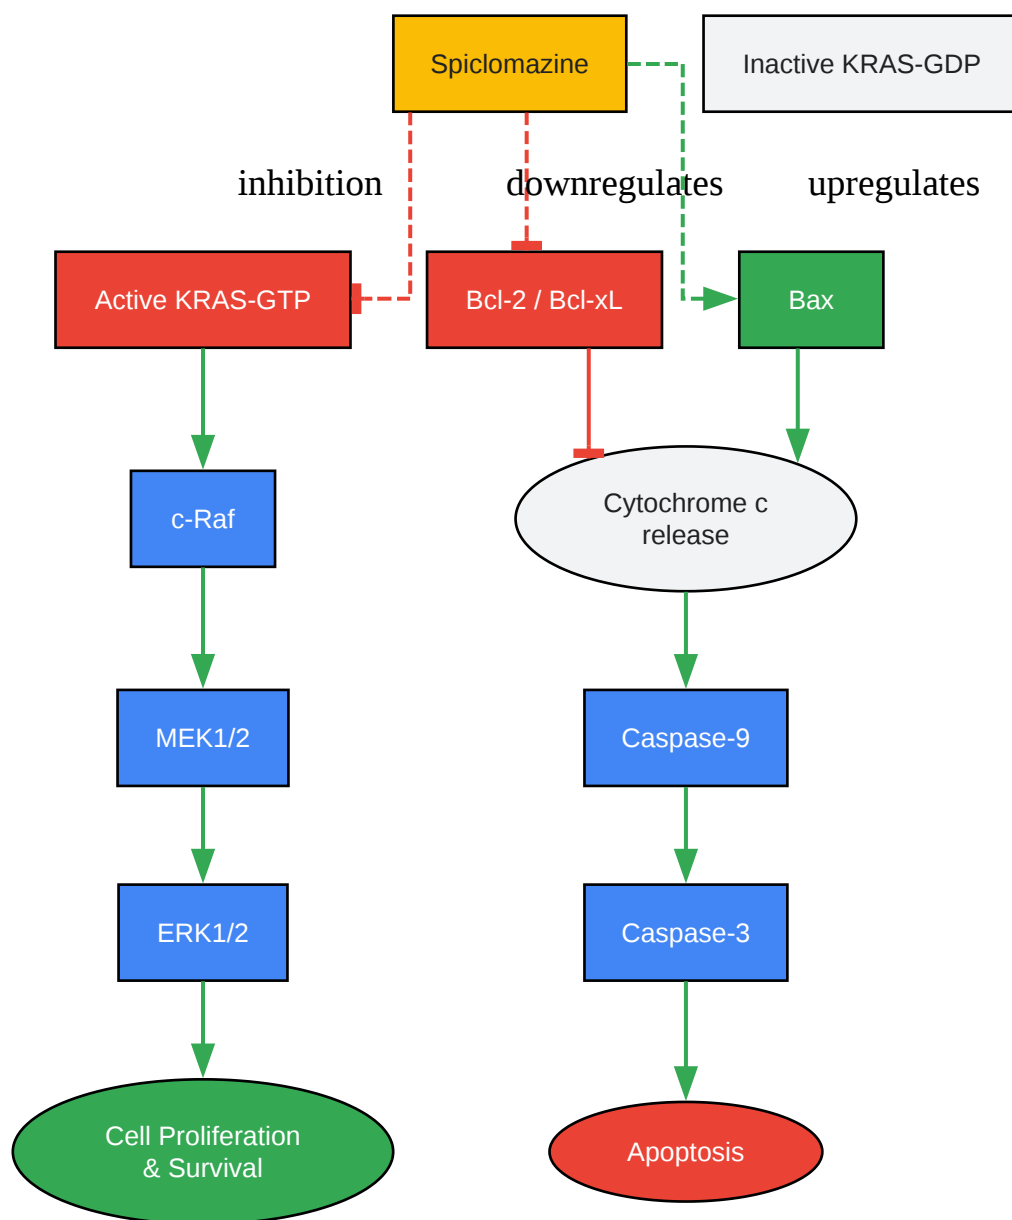 Spiclomazine
Inactive KRAS-GDP
inhibition
downregulates
upregulates
Active KRAS-GTP
Bcl-2 / Bcl-xL
Bax
c-Raf
Cytochrome c
release
MEK1/2
Caspase-9
ERK1/2
Caspase-3
Cell Proliferation
& Survival
Apoptosis